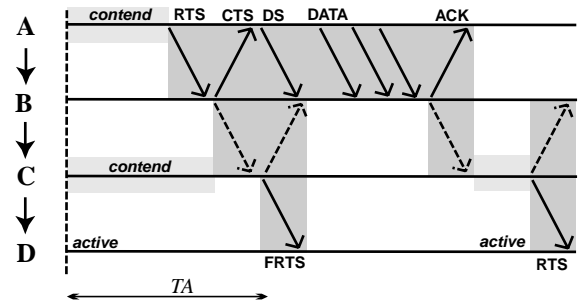 contend RTS CTS DS DATA ACK
A
B
contend
C
active active
D
FRTS RTS
TA